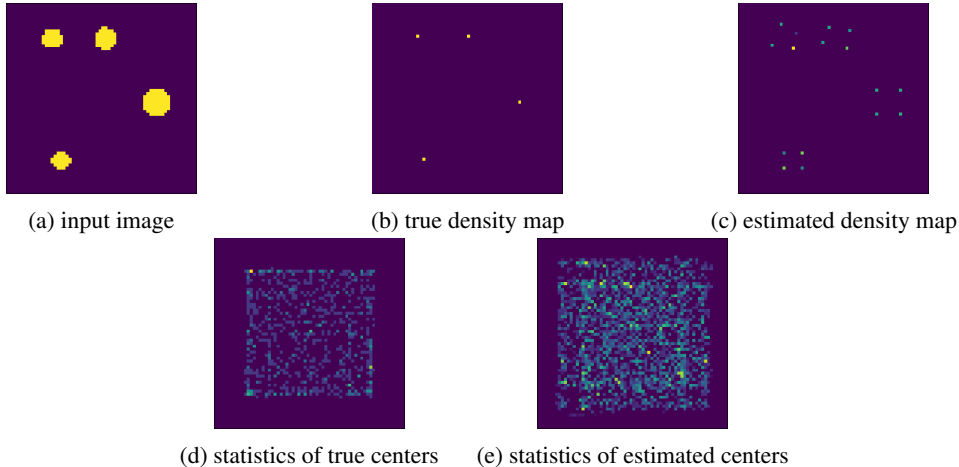 (a) input image
(b) true density map
(c) estimated density map
(d) statistics of true centers
(e) statistics of estimated centers